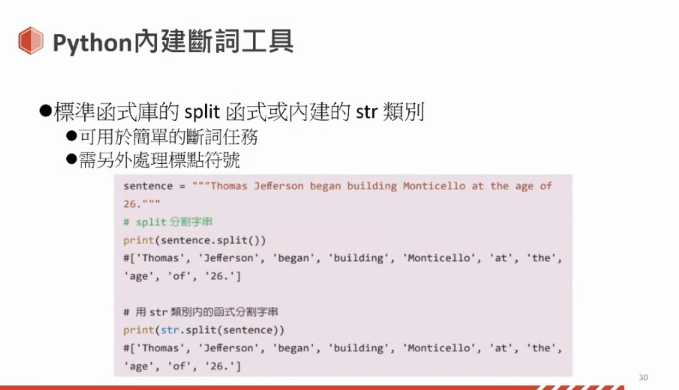 Python內建斷詞工具
●標準函式庫的 split 函式或內建的 str 類別
●可用於簡單的斷詞任務
●需另外處理標點符號
sentence = """Thomas Jefferson began building Monticello at the age of
26."""
# split 分割字串
print(sentence.split())
#['Thomas', 'Jefferson', 'began', 'building', 'Monticello', 'at', 'the',
'age', 'of', '26.']
# 用 str 類別内的函式分割字串
print(str.split(sentence))
#['Thomas', 'Jefferson', 'began', 'building', 'Monticello', 'at', 'the',
'age', 'of', '26.']
30